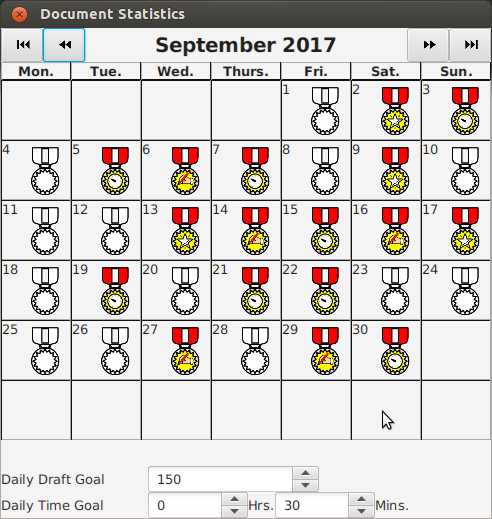 Document Statistics
September 2017
Mon. Tue. Wed. Thurs. Fri. Sat. Sun.
1 2 3
4 5 6 7 8 9 10
11 12 13 14 15 16 17
18 19 20 21 22 23 24
25 26 27 28 29 30
Daily Draft Goal 150
Daily Time Goal 0 Hrs. 30 Mins.